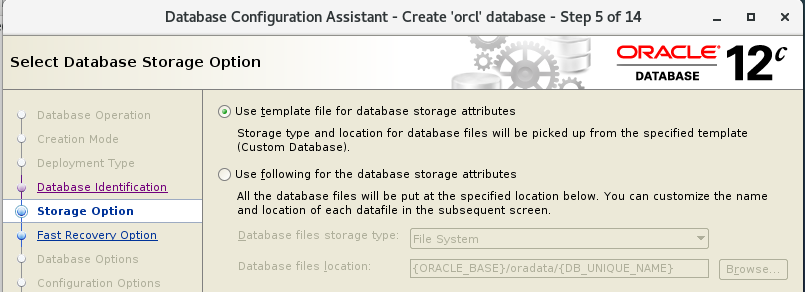 Database Configuration Assistant - Create 'orcl' database - Step 5 of 14
Select Database Storage Option
ORACLE
DATABASE
12c
Database Operation
Creation Mode
Deployment Type
Database Identification
Storage Option
Fast Recovery Option
Database Options
Configuration Options
Use template file for database storage attributes
Storage type and location for database files will be picked up from the specified template
(Custom Database).
Use following for the database storage attributes
All the database files will be put at the specified location below. You can customize the name
and location of each datafile in the subsequent screen.
Database files storage type: File System
Database files location: {ORACLE_BASE}/oradata/{DB_UNIQUE_NAME} Browse...